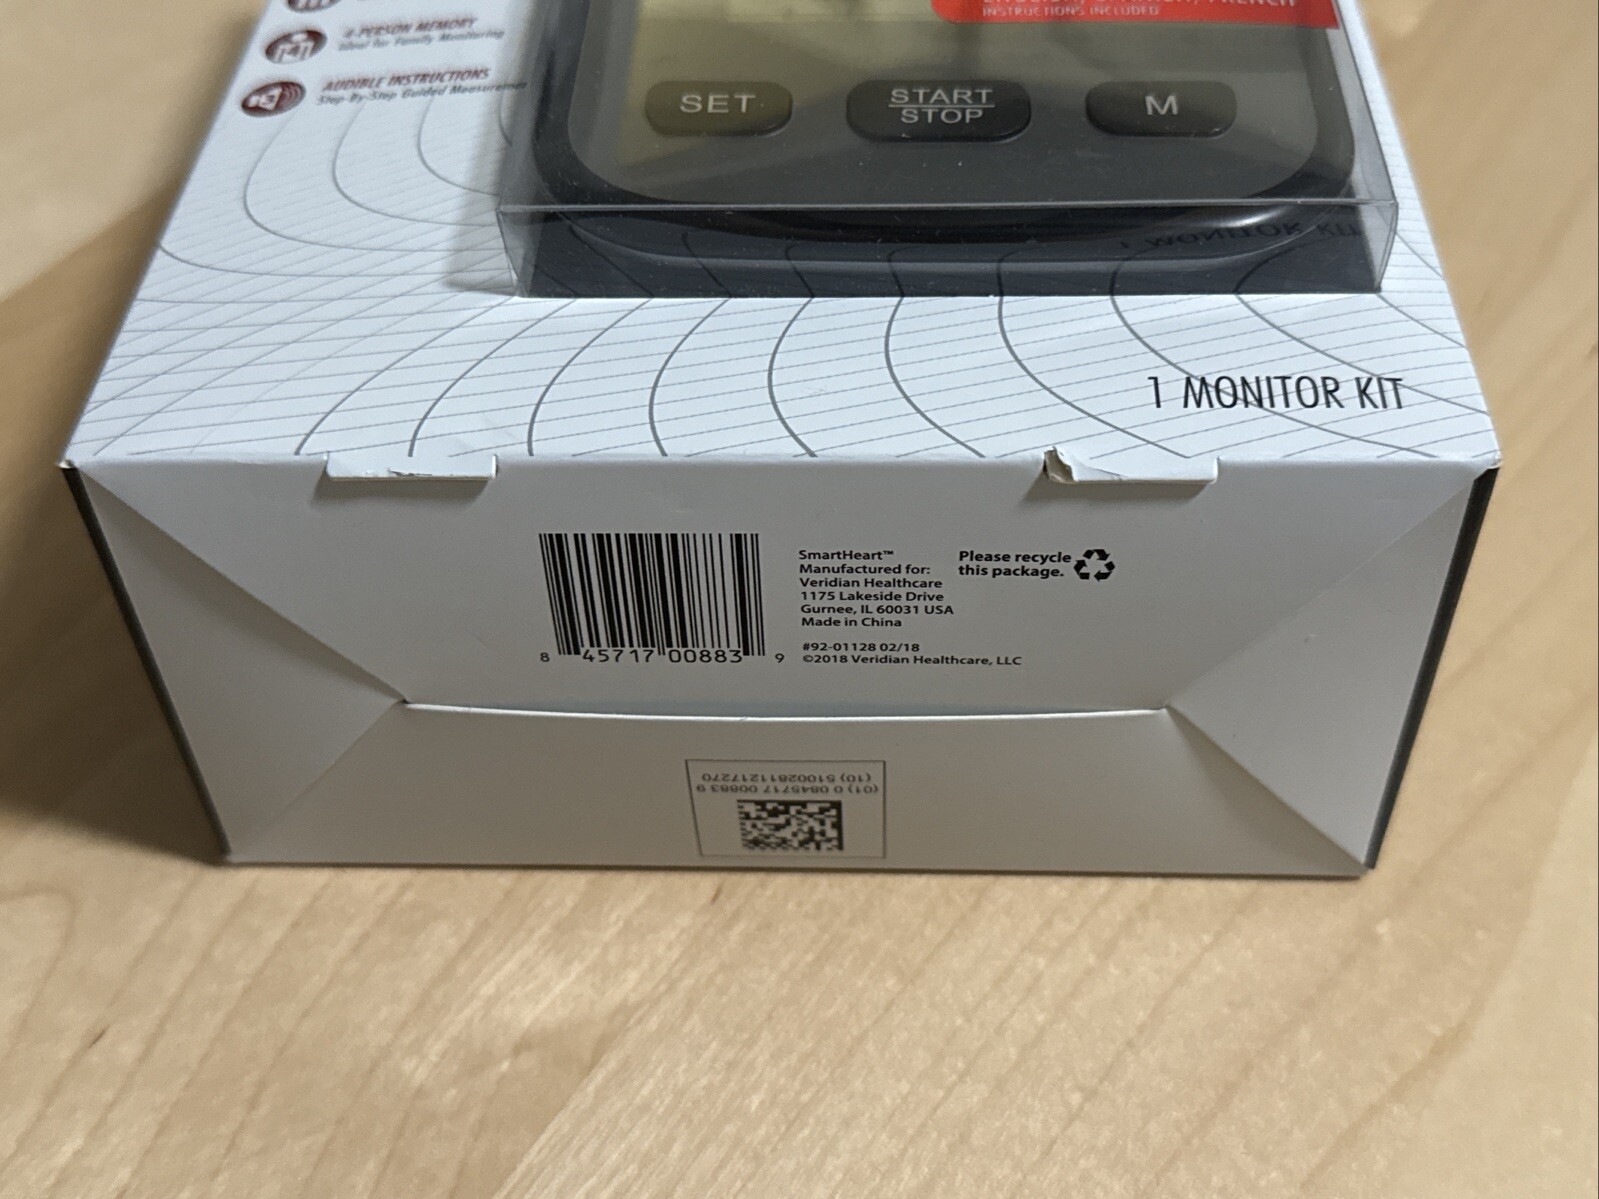 INSTRUCTIONS INCLUDED
4-PERSON MEMORY
Ideal for Family Monitoring
AUDIBLE INSTRUCTIONS
Step-By-Step Guided
SET
START
STOP
M
1 MONITOR KIT
1 MONITOR KIT
8 45717 00883 9
SmartHeart™
Manufactured for:
Veridian Healthcare
1175 Lakeside Drive
Gurnee, IL 60031 USA
Made in China
#92-01128 02/18
©2018 Veridian Healthcare, LLC
Please recycle
this package.
(01) 0 0845717 00883 9
(10) 51002811217270